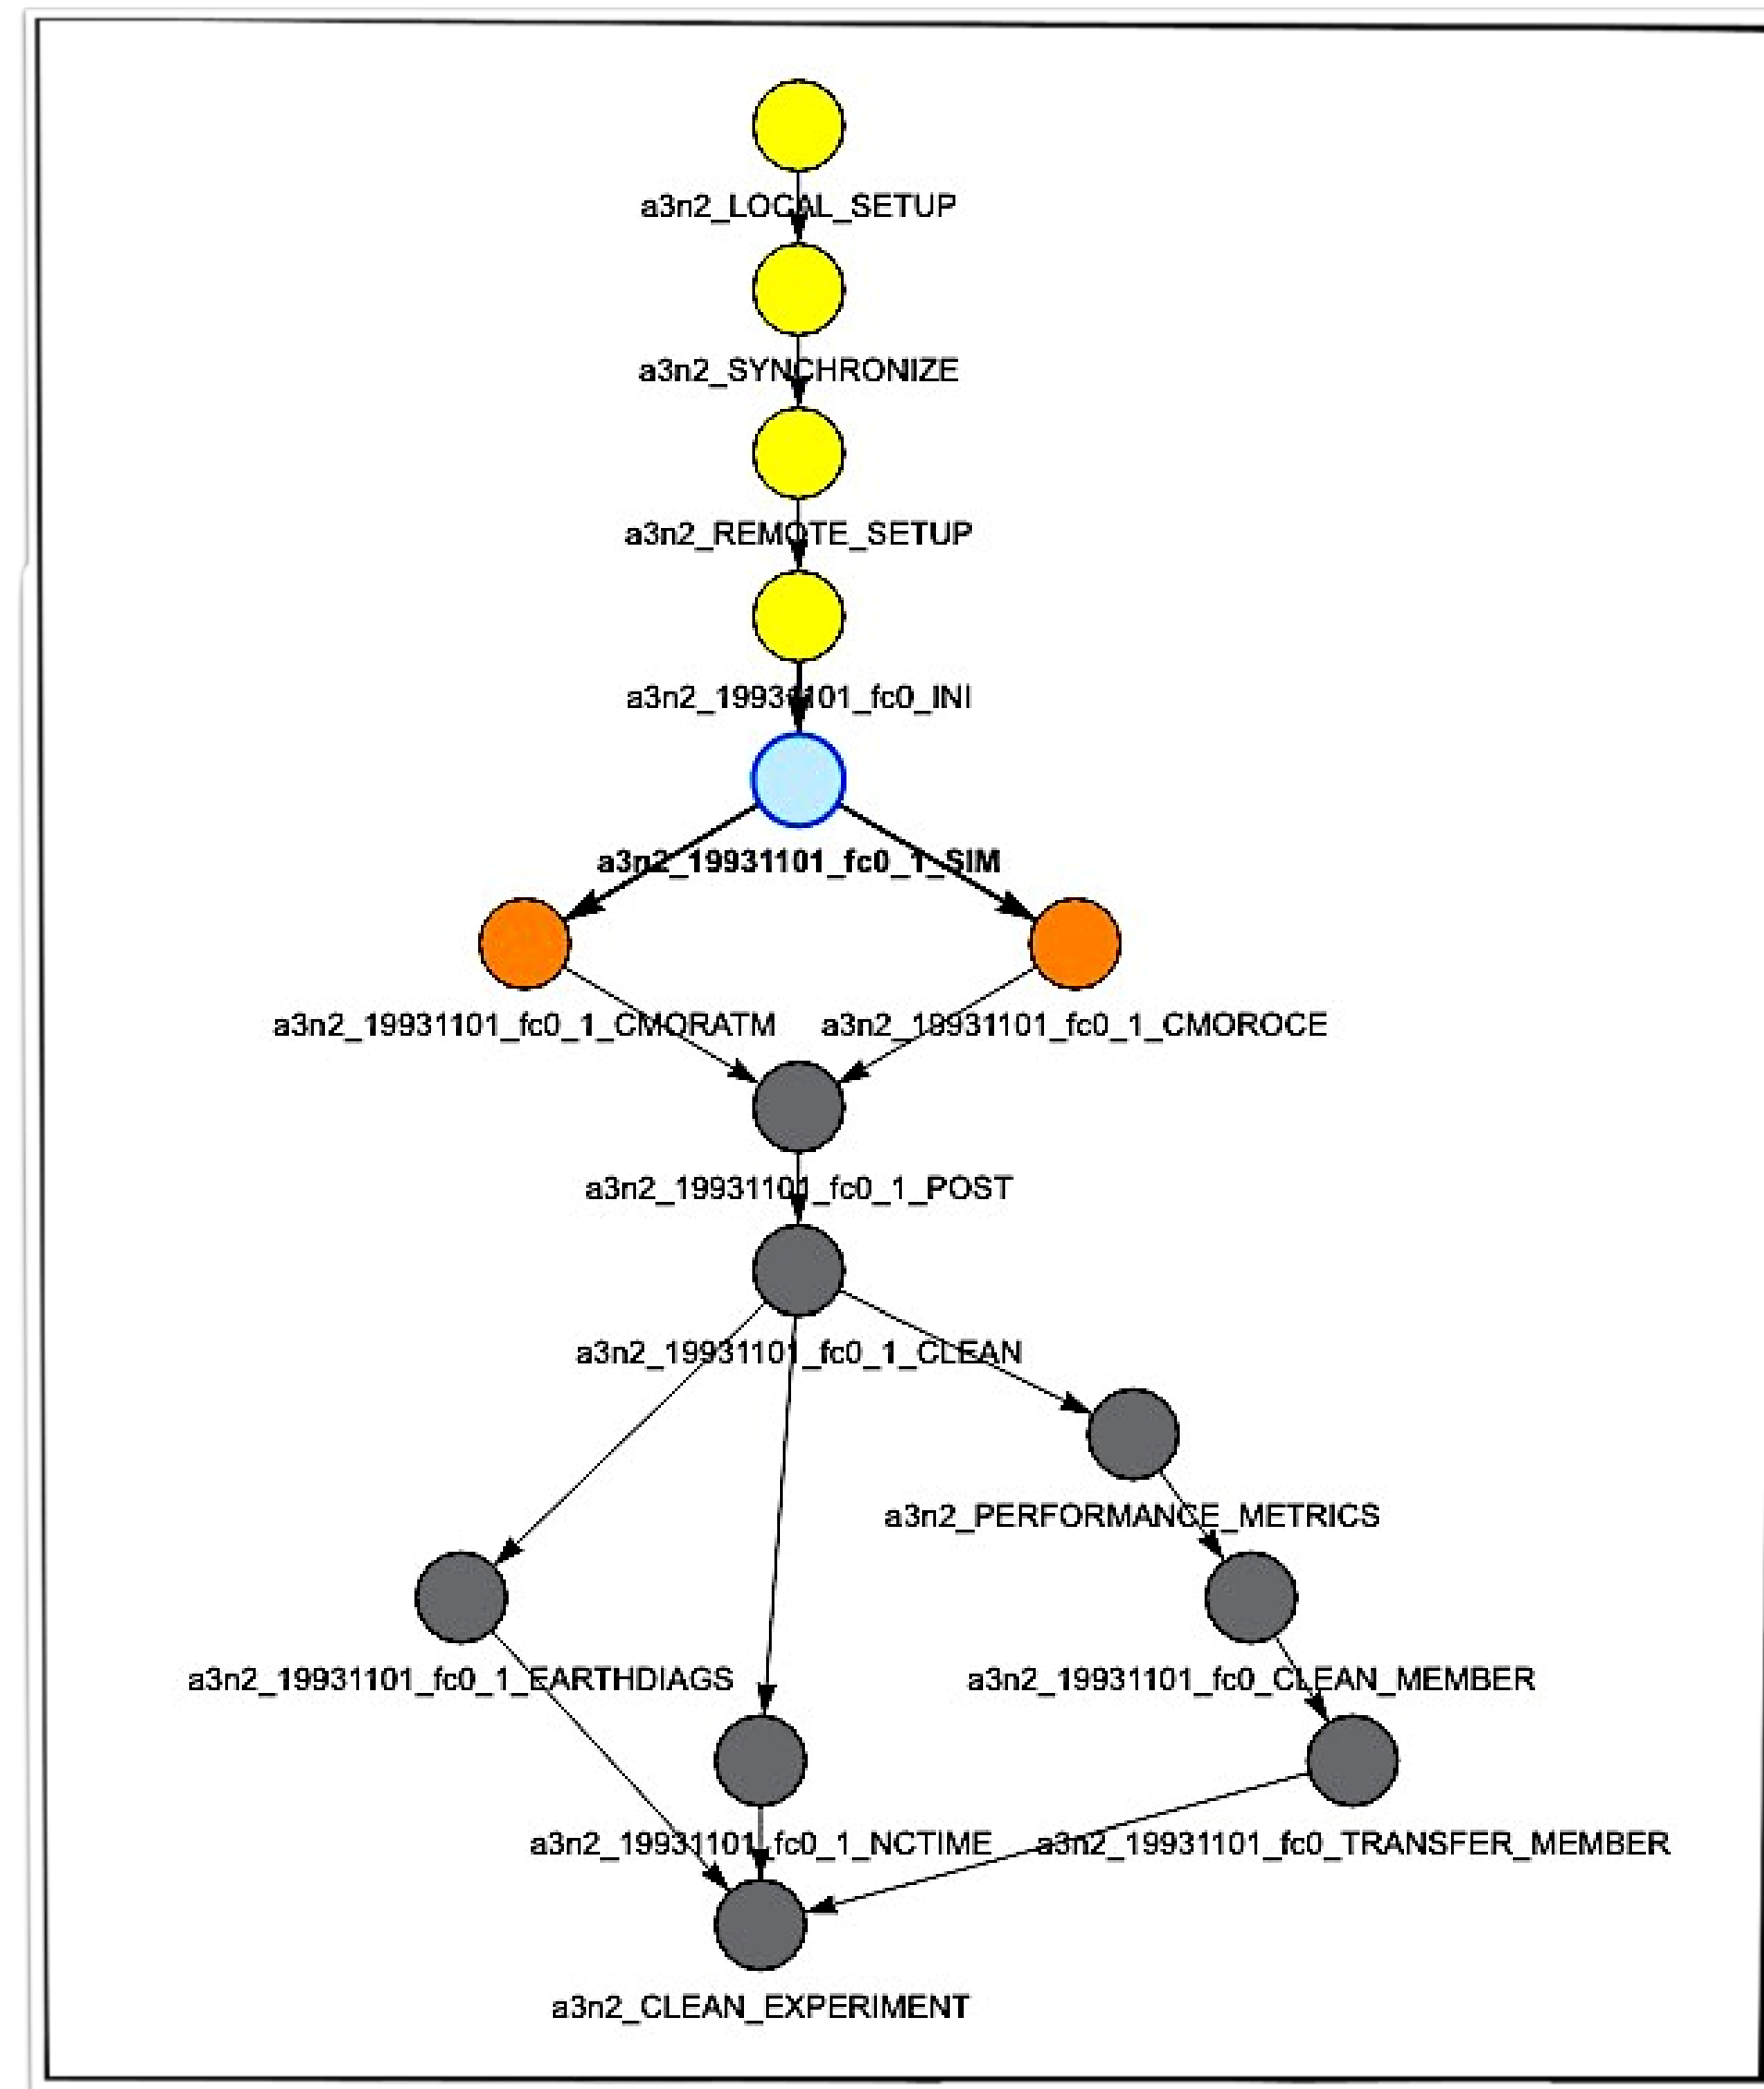 a3n2_LOCAL_SETUP
a3n2_SYNCHRONIZE
a3n2_REMOTE_SETUP
a3n2_19931101_fc0_INI
a3n2_19931101_fc0_1_SIM
a3n2_19931101_fc0_1_CMORATM
a3n2_19931101_fc0_1_CMOROCE
a3n2_19931101_fc0_1_POST
a3n2_19931101_fc0_1_CLEAN
a3n2_PERFORMANCE_METRICS
a3n2_19931101_fc0_1_EARTHDIAGS
a3n2_19931101_fc0_CLEAN_MEMBER
a3n2_19931101_fc0_1_NCTIME
a3n2_19931101_fc0_TRANSFER_MEMBER
a3n2_CLEAN_EXPERIMENT